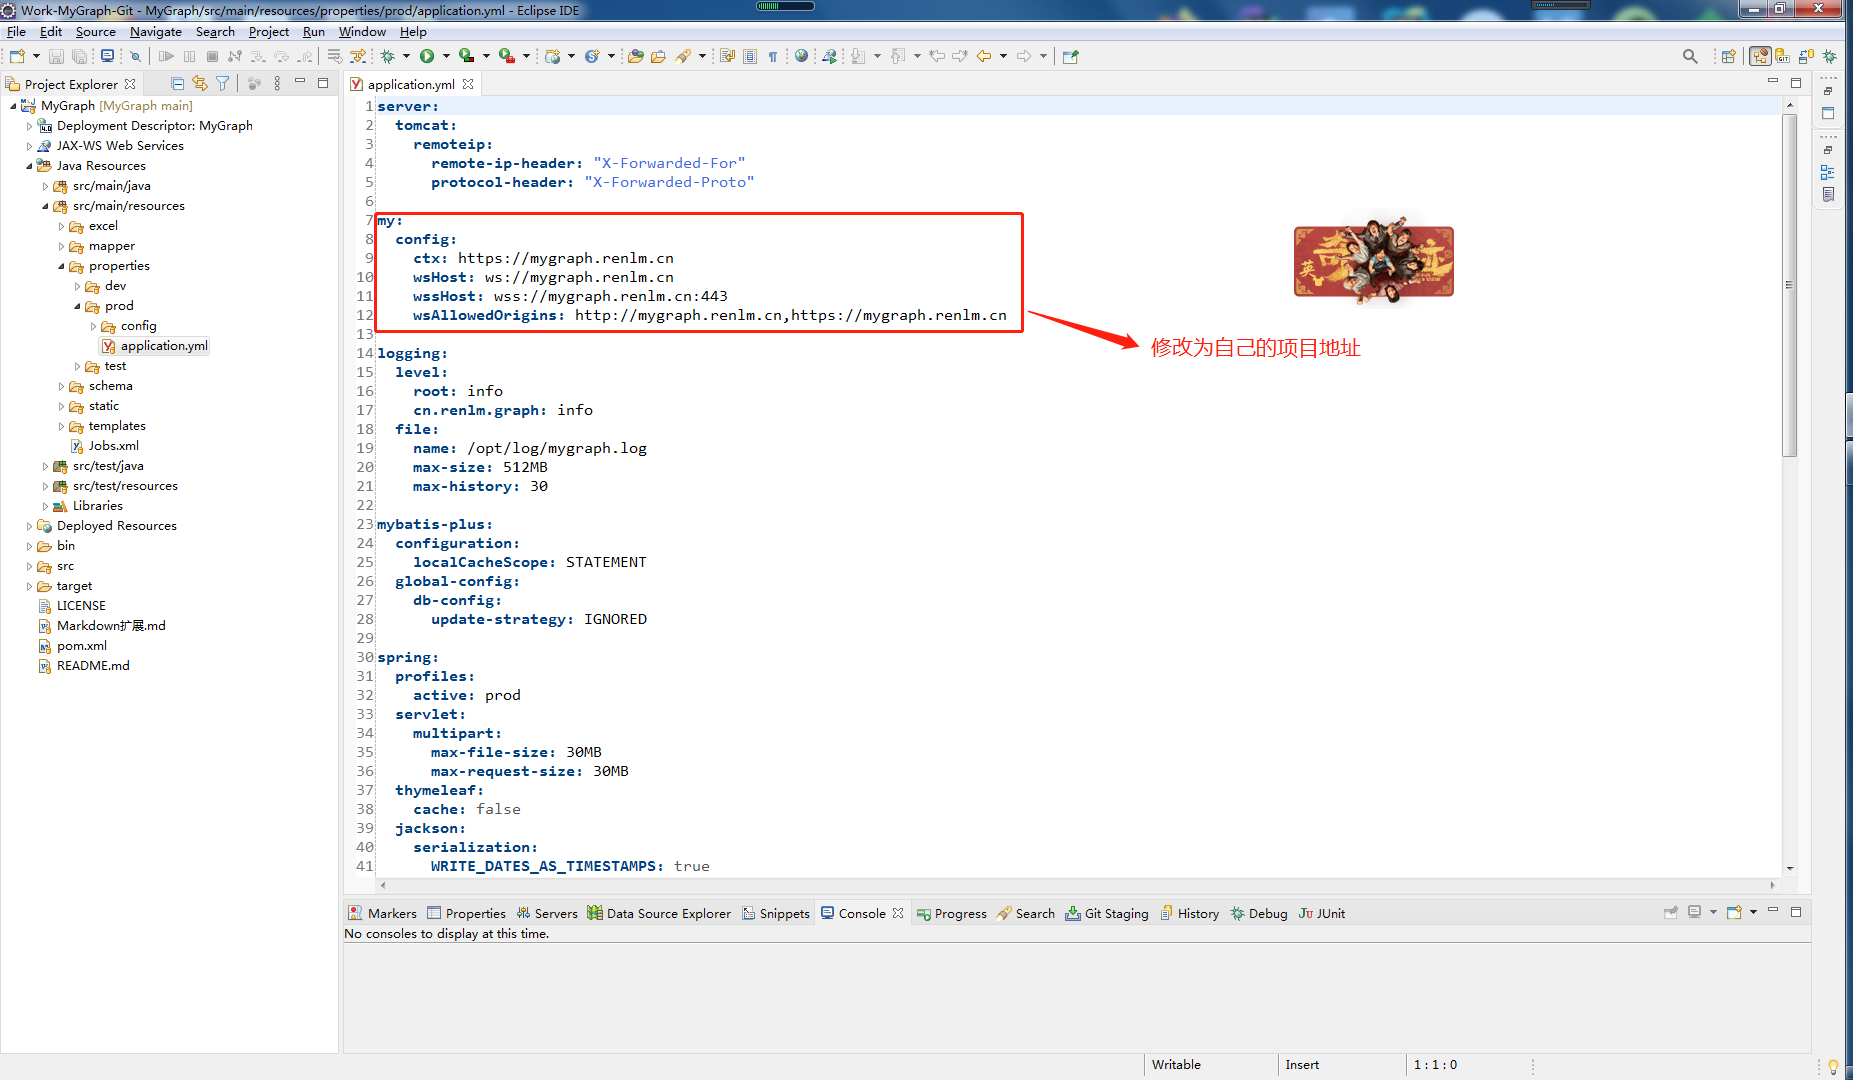 Work-MyGraph-Git - MyGraph/src/main/resources/properties/prod/application.yml - Eclipse IDE
File Edit Source Navigate Search Project Run Window Help
Project Explorer
MyGraph [MyGraph main]
Deployment Descriptor: MyGraph
JAX-WS Web Services
Java Resources
src/main/java
src/main/resources
excel
mapper
properties
dev
prod
config
application.yml
test
schema
static
templates
Jobs.xml
src/test/java
src/test/resources
Libraries
Deployed Resources
bin
src
target
LICENSE
Markdown扩展.md
pom.xml
README.md
application.yml
1 server:
2 tomcat:
3 remoteip:
4 remote-ip-header: "X-Forwarded-For"
5 protocol-header: "X-Forwarded-Proto"
6
7 my:
8 config:
9 ctx: https://mygraph.renlm.cn
10 wsHost: ws://mygraph.renlm.cn
11 wssHost: wss://mygraph.renlm.cn:443
12 wsAllowedOrigins: http://mygraph.renlm.cn,https://mygraph.renlm.cn
13
14 logging:
15 level:
16 root: info
17 cn.renlm.graph: info
18 file:
19 name: /opt/log/mygraph.log
20 max-size: 512MB
21 max-history: 30
22
23 mybatis-plus:
24 configuration:
25 localCacheScope: STATEMENT
26 global-config:
27 db-config:
28 update-strategy: IGNORED
29
30 spring:
31 profiles:
32 active: prod
33 servlet:
34 multipart:
35 max-file-size: 30MB
36 max-request-size: 30MB
37 thymeleaf:
38 cache: false
39 jackson:
40 serialization:
41 WRITE_DATES_AS_TIMESTAMPS: true
修改为自己的项目地址
Markers Properties Servers Data Source Explorer Snippets Console Progress Search Git Staging History Debug JUnit
No consoles to display at this time.
Writable Insert 1 : 1 : 0